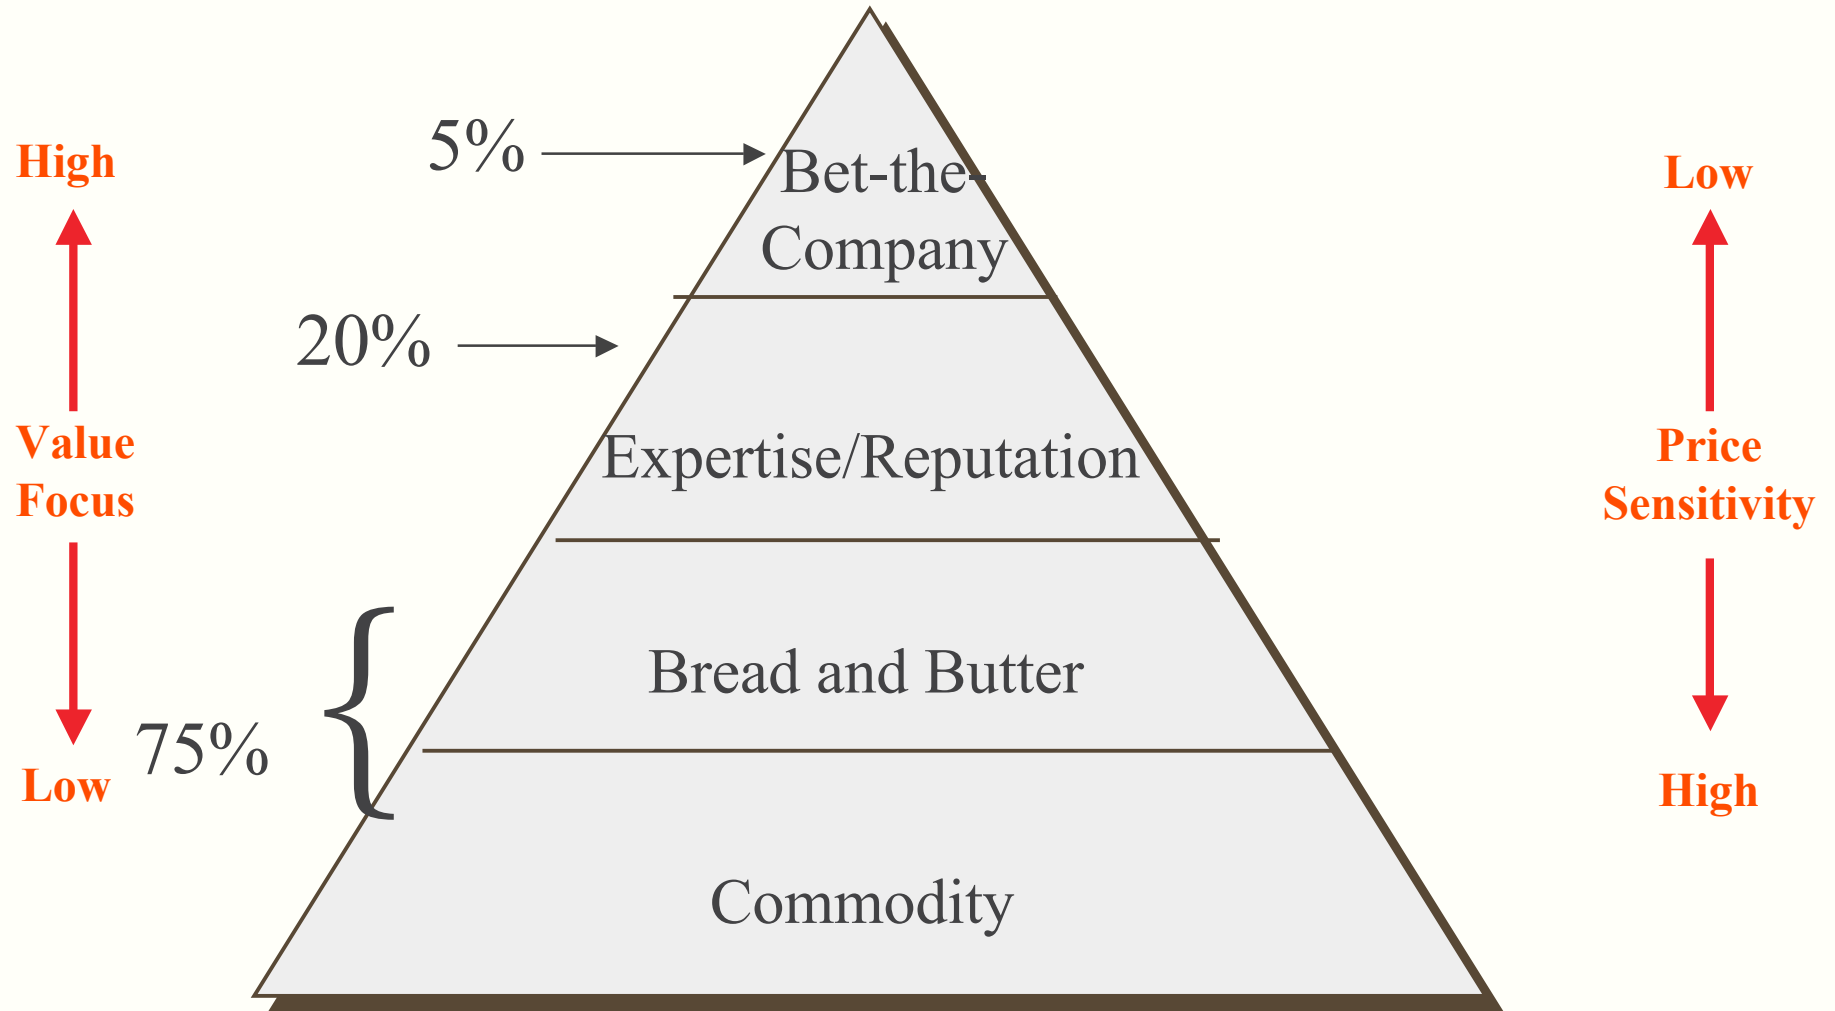 5%
High
Bet-the-
Company
Low
20%
Value
Focus
Expertise/Reputation
Price
Sensitivity
Bread and Butter
75%
{
Low
High
Commodity